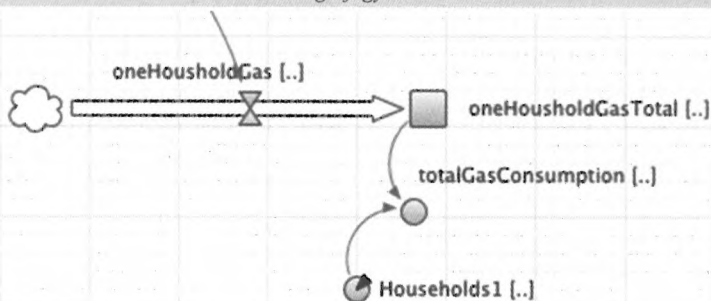 oneHousholdGas [..]
oneHousholdGasTotal [..]
totalGasConsumption [..]
Households1 [..]